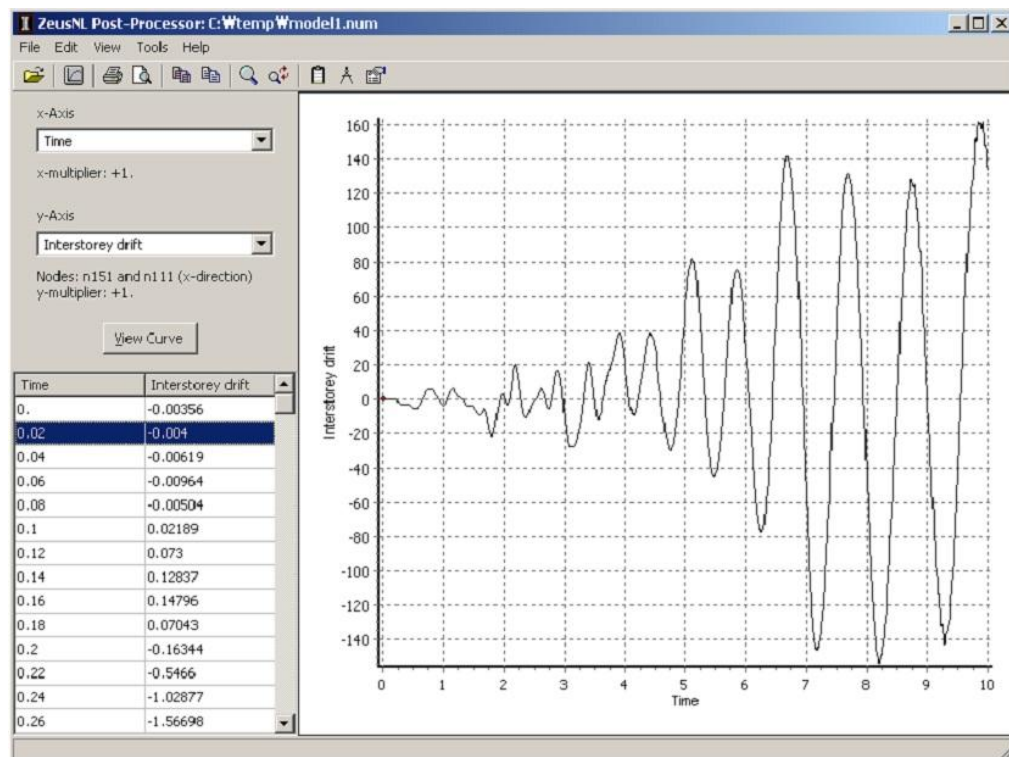 ZeusNL Post-Processor: C:₩temp₩model1.num
File Edit View Tools Help
x-Axis
Time
x-multiplier: +1.
y-Axis
Interstorey drift
Nodes: n151 and n111 (x-direction)
y-multiplier: +1.
View Curve
Time Interstorey drift
0. -0.00356
0.02 -0.004
0.04 -0.00619
0.06 -0.00964
0.08 -0.00504
0.1 0.02189
0.12 0.073
0.14 0.12837
0.16 0.14796
0.18 0.07043
0.2 -0.16344
0.22 -0.5466
0.24 -1.02877
0.26 -1.56698
160
140
120
100
80
60
40
20
0
-20
-40
-60
-80
-100
-120
-140
Interstorey drift
0 1 2 3 4 5 6 7 8 9 10
Time